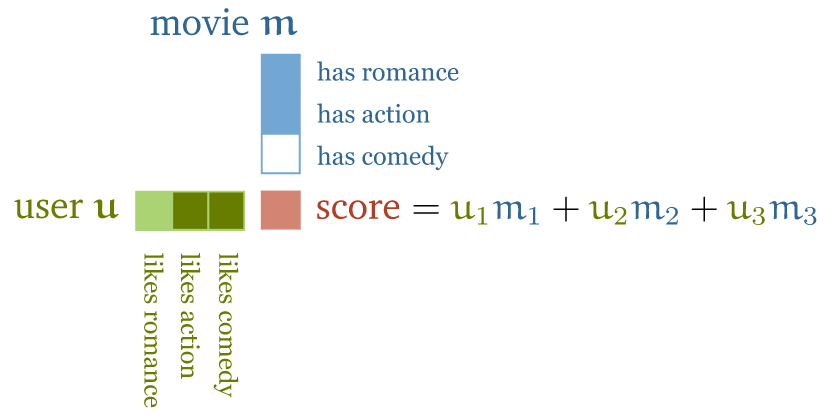 movie m
has romance
has action
has comedy
user u
score = u₁m₁ + u₂m₂ + u₃m₃
likes romance
likes action
likes comedy